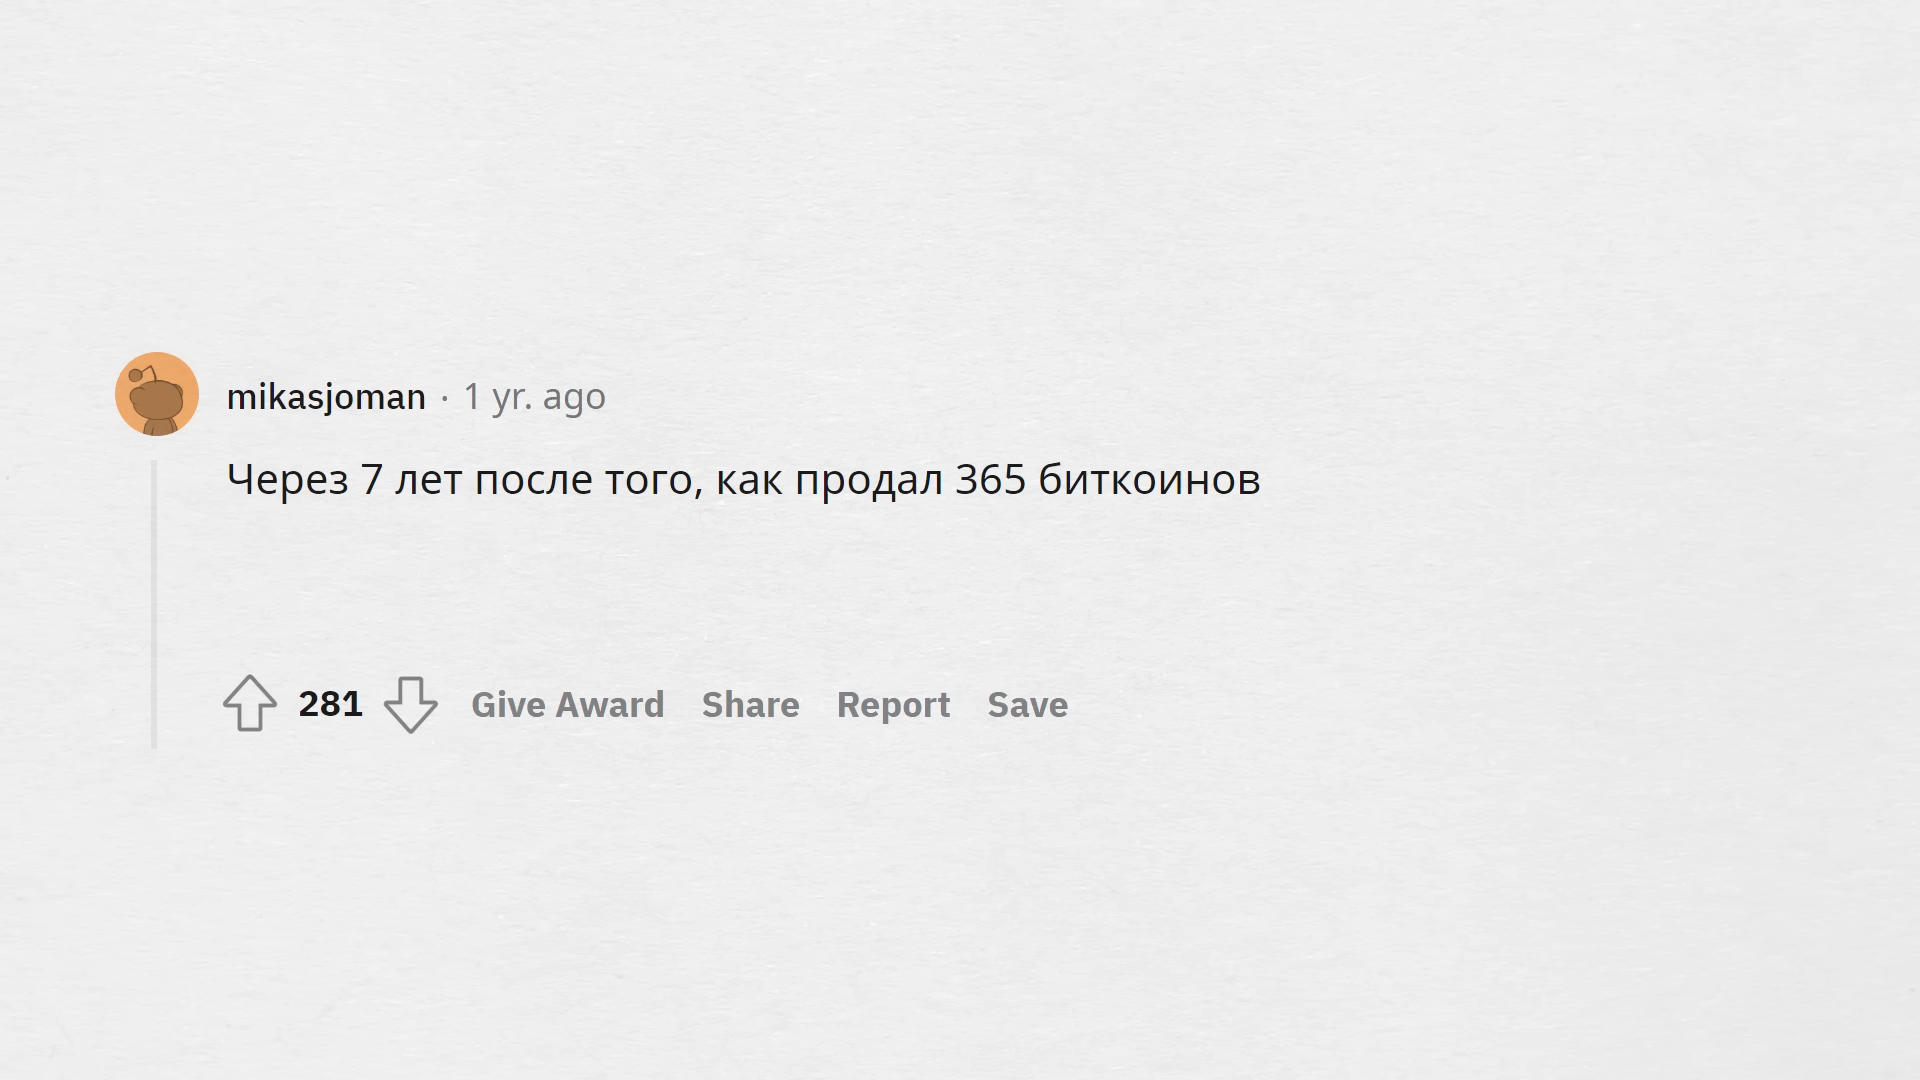 mikasjoman · 1 yr. ago
Через 7 лет после того, как продал 365 биткоинов
281 Give Award Share Report Save